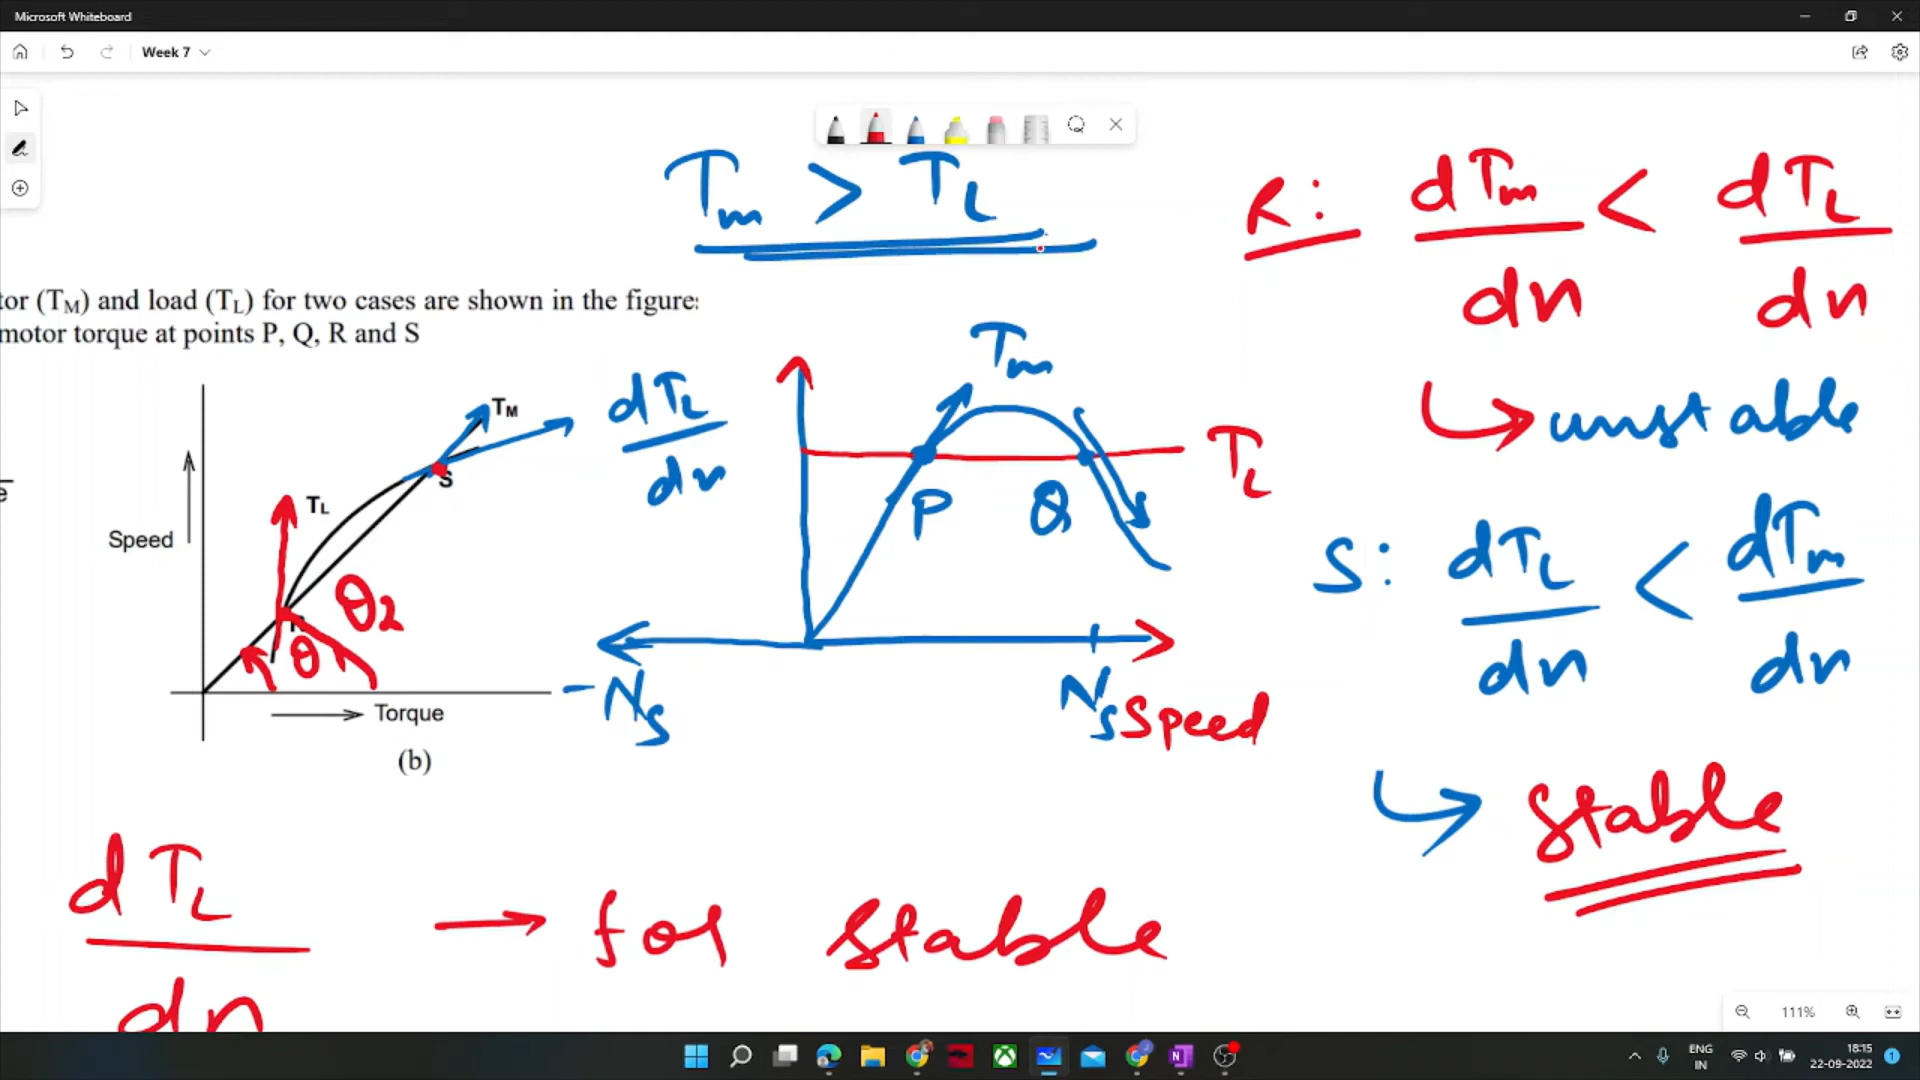 Microsoft Whiteboard
Week 7
Tm > TL
R: dTm/dn < dTL/dn
unstable
tor (TM) and load (TL) for two cases are shown in the figure:
motor torque at points P, Q, R and S
TM
S
TL
Speed
θ2
θ
Torque
(b)
dTL/dn
Tm
TL
P
Q
-Ns
Ns
Speed
S: dTL/dn < dTm/dn
stable
dTL/dn → for stable
111%
ENG
IN
18:15
22-09-2022
1